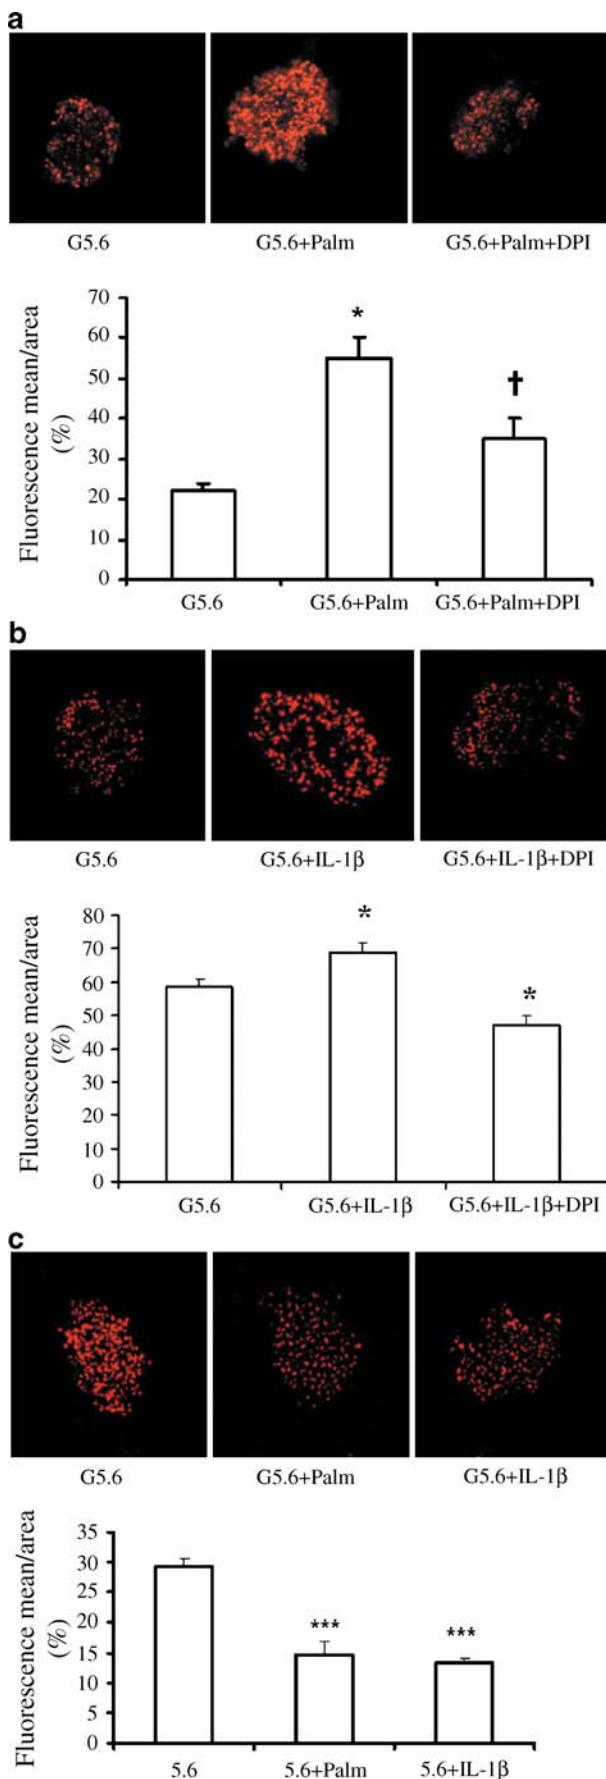 a
G5.6 G5.6+Palm G5.6+Palm+DPI
Fluorescence mean/area
(%)
70
60
50
40
30
20
10
0
*
†
G5.6 G5.6+Palm G5.6+Palm+DPI
b
G5.6 G5.6+IL-1β G5.6+IL-1β+DPI
Fluorescence mean/area
(%)
80
70
60
50
40
30
20
10
0
*
*
G5.6 G5.6+IL-1β G5.6+IL-1β+DPI
c
G5.6 G5.6+Palm G5.6+IL-1β
Fluorescence mean/area
(%)
35
30
25
20
15
10
5
0
*** ***
5.6 5.6+Palm 5.6+IL-1β